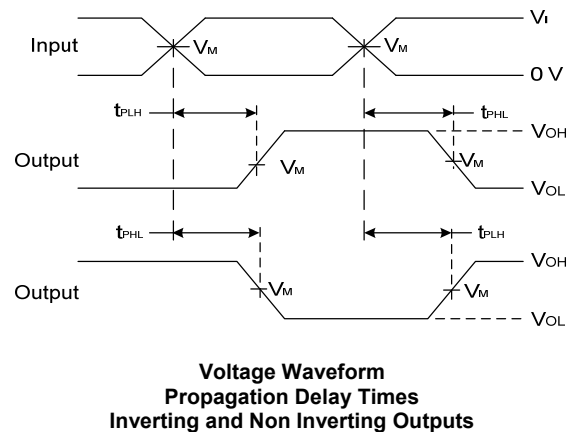 VI
Input
VM
VM
0 V
tPLH
tPHL
VOH
Output
VM
VM
VOL
tPHL
tPLH
VOH
Output
VM
VM
VOL
Voltage Waveform
Propagation Delay Times
Inverting and Non Inverting Outputs